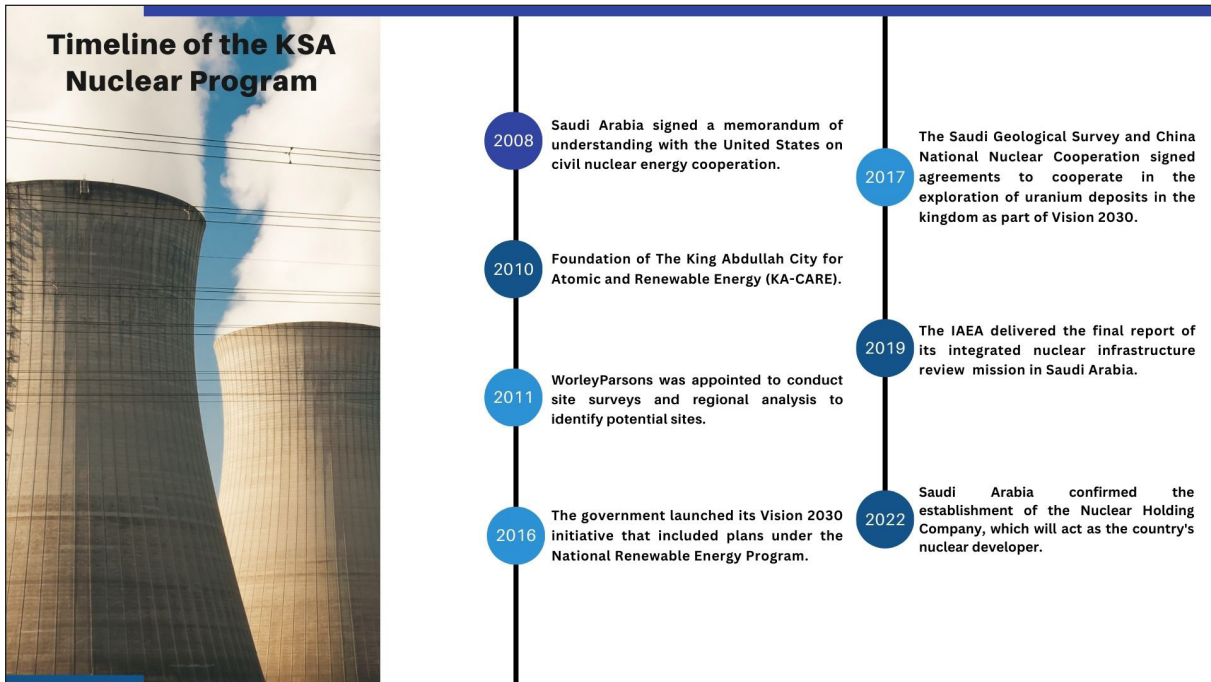 Timeline of the KSA
Nuclear Program
2008
Saudi Arabia signed a memorandum of
understanding with the United States on
civil nuclear energy cooperation.
2010
Foundation of The King Abdullah City for
Atomic and Renewable Energy (KA-CARE).
2011
WorleyParsons was appointed to conduct
site surveys and regional analysis to
identify potential sites.
2016
The government launched its Vision 2030
initiative that included plans under the
National Renewable Energy Program.
2017
The Saudi Geological Survey and China
National Nuclear Cooperation signed
agreements to cooperate in the
exploration of uranium deposits in the
kingdom as part of Vision 2030.
2019
The IAEA delivered the final report of
its integrated nuclear infrastructure
review mission in Saudi Arabia.
2022
Saudi Arabia confirmed the
establishment of the Nuclear Holding
Company, which will act as the country's
nuclear developer.